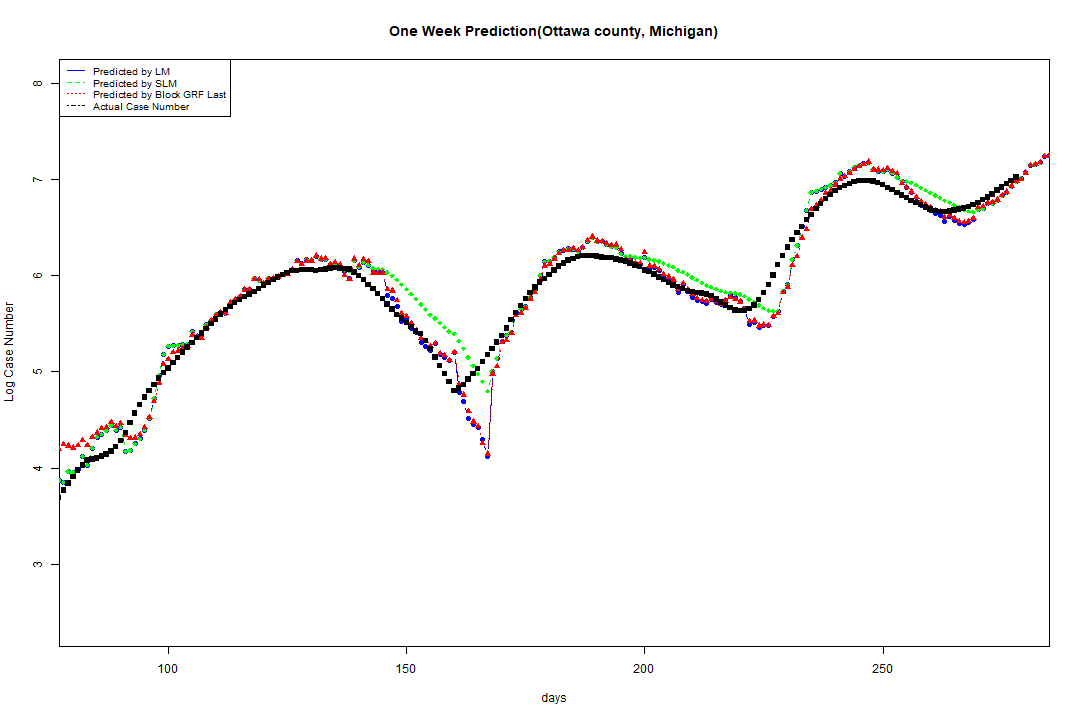 One Week Prediction(Ottawa county, Michigan)
Predicted by LM
Predicted by SLM
Predicted by Block GRF Last
Actual Case Number
8
7
6
5
4
3
Log Case Number
100 150 200 250
days